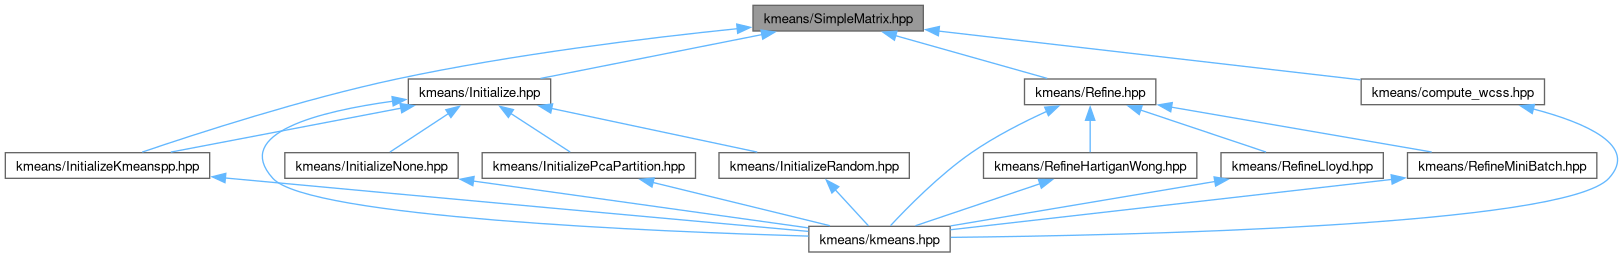 kmeans/SimpleMatrix.hpp
kmeans/Initialize.hpp
kmeans/Refine.hpp
kmeans/compute_wcss.hpp
kmeans/InitializeKmeanspp.hpp
kmeans/InitializeNone.hpp
kmeans/InitializePcaPartition.hpp
kmeans/InitializeRandom.hpp
kmeans/RefineHartiganWong.hpp
kmeans/RefineLloyd.hpp
kmeans/RefineMiniBatch.hpp
kmeans/kmeans.hpp